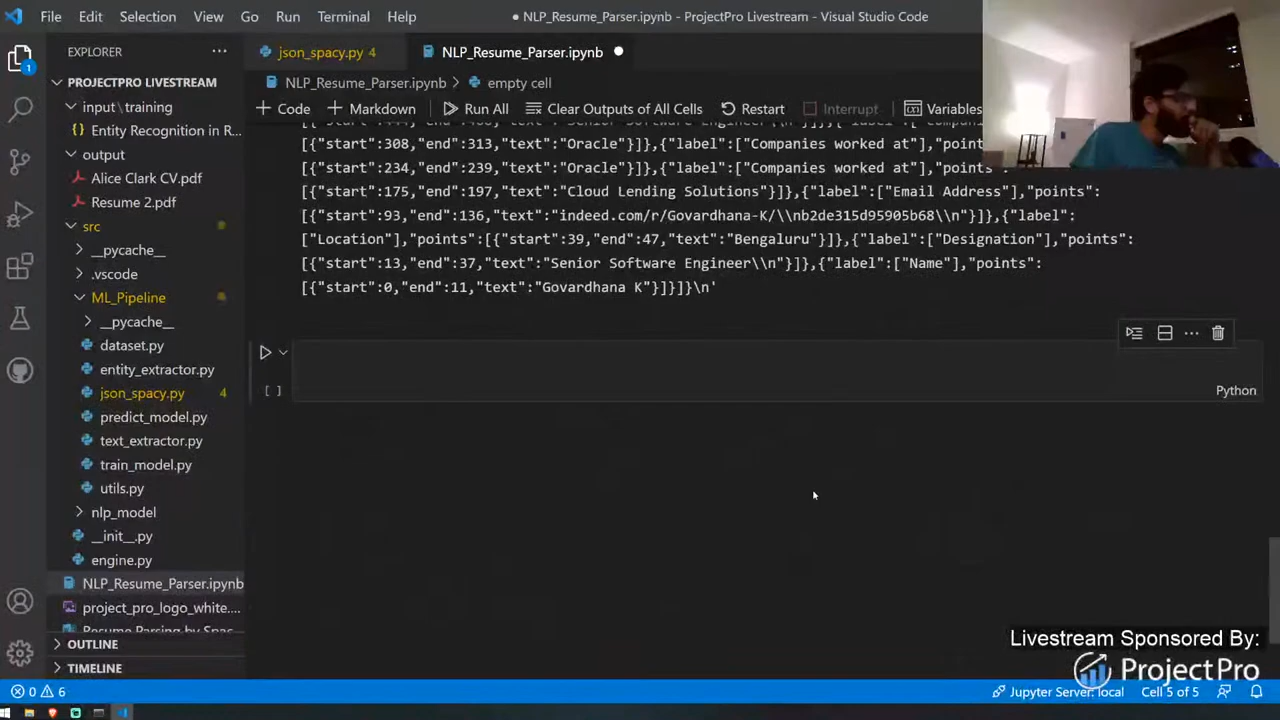 File Edit Selection View Go Run Terminal Help
● NLP_Resume_Parser.ipynb - ProjectPro Livestream - Visual Studio Code
EXPLORER ···
json_spacy.py 4
NLP_Resume_Parser.ipynb ●
PROJECTPRO LIVESTREAM
NLP_Resume_Parser.ipynb > empty cell
+ Code + Markdown Run All Clear Outputs of All Cells Restart Interrupt Variables
input\training
{} Entity Recognition in R...
output
Alice Clark CV.pdf
Resume 2.pdf
src
__pycache__
.vscode
ML_Pipeline
__pycache__
dataset.py
entity_extractor.py
json_spacy.py 4
predict_model.py
text_extractor.py
train_model.py
utils.py
nlp_model
__init__.py
engine.py
NLP_Resume_Parser.ipynb
project_pro_logo_white....
Resume Parsing by Spac...
OUTLINE
TIMELINE
[{"start":308,"end":313,"text":"Oracle"}]},{"label":["Companies worked at"],"points":
[{"start":234,"end":239,"text":"Oracle"}]},{"label":["Companies worked at"],"points":
[{"start":175,"end":197,"text":"Cloud Lending Solutions"}]},{"label":["Email Address"],"points":
[{"start":93,"end":136,"text":"indeed.com/r/Govardhana-K/\\nb2de315d95905b68\\n"}]},{"label":
["Location"],"points":[{"start":39,"end":47,"text":"Bengaluru"}]},{"label":["Designation"],"points":
[{"start":13,"end":37,"text":"Senior Software Engineer\\n"}]},{"label":["Name"],"points":
[{"start":0,"end":11,"text":"Govardhana K"}]}]}\n'
[ ]
Python
Livestream Sponsored By:
ProjectPro
0 6
Jupyter Server: local Cell 5 of 5